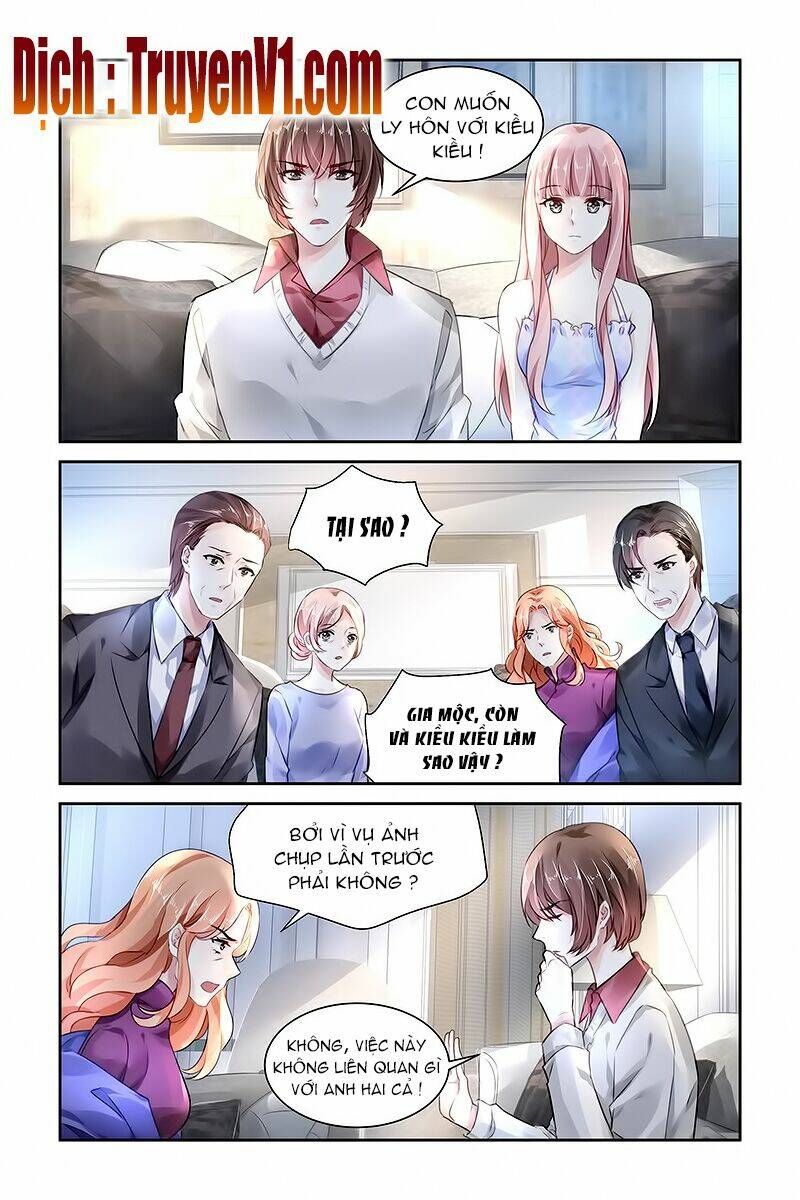 Dịch : TruyenV1.com
CON MUỐN
LY HÔN VỚI KIỀU
KIỀU !
TẠI SAO ?
GIA MỘC, CÒN
VÀ KIỀU KIỀU LÀM
SAO VẬY ?
BỞI VÌ VỤ ẢNH
CHỤP LẦN TRƯỚC
PHẢI KHÔNG ?
KHÔNG, VIỆC NÀY
KHÔNG LIÊN QUAN GÌ
VỚI ANH HAI CẢ !